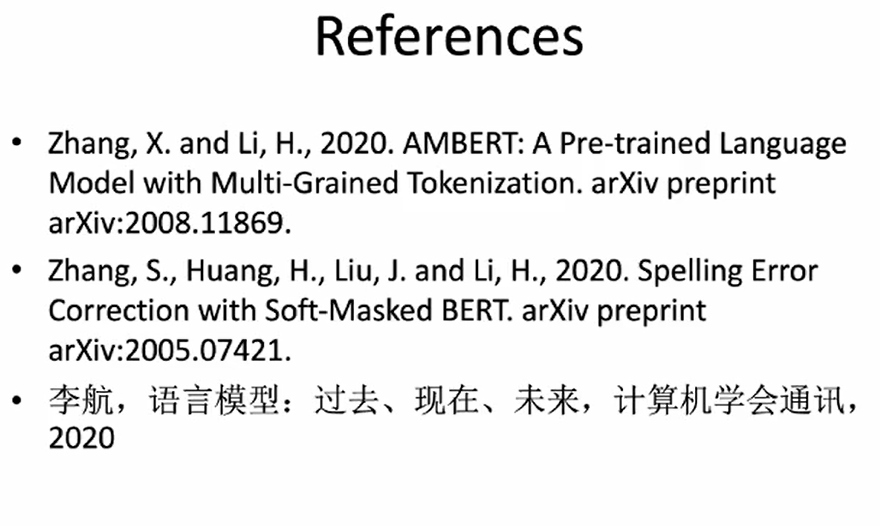 References
• Zhang, X. and Li, H., 2020. AMBERT: A Pre-trained Language
Model with Multi-Grained Tokenization. arXiv preprint
arXiv:2008.11869.
• Zhang, S., Huang, H., Liu, J. and Li, H., 2020. Spelling Error
Correction with Soft-Masked BERT. arXiv preprint
arXiv:2005.07421.
• 李航，语言模型：过去、现在、未来，计算机学会通讯，
2020